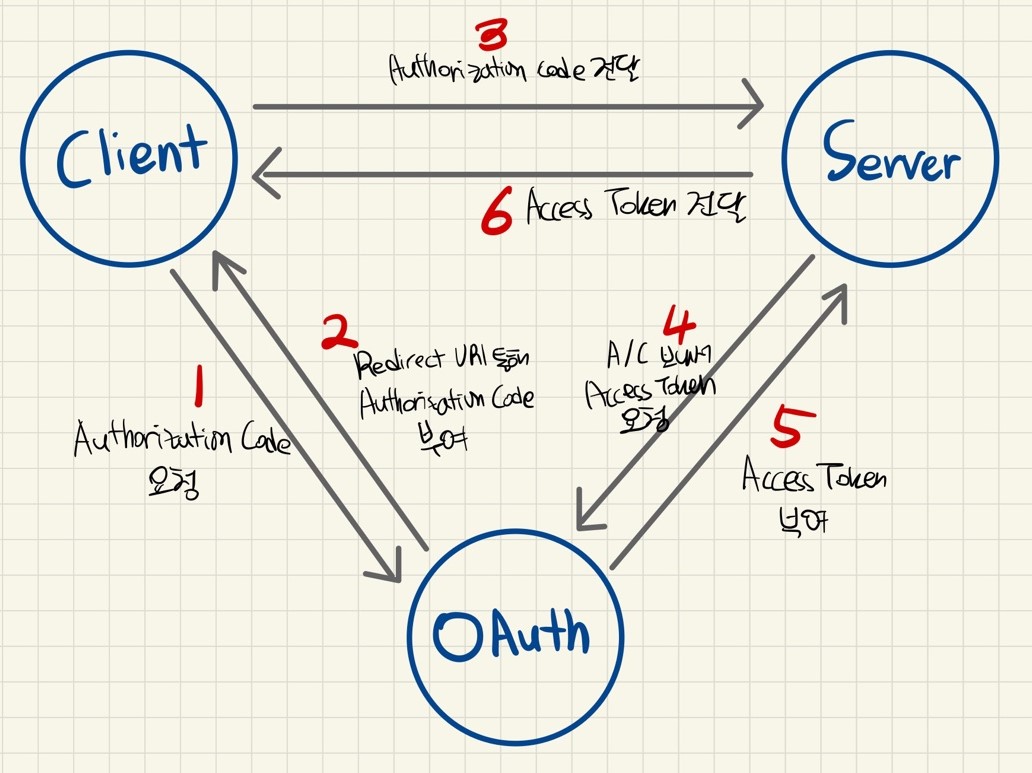 3
Authorization Code 전달
Client
Server
6 Access Token 전달
1
Authorization Code
요청
2
Redirect URI 통해
Authorization Code
부여
4
A/C 보내서
Access Token
요청
5
Access Token
부여
OAuth